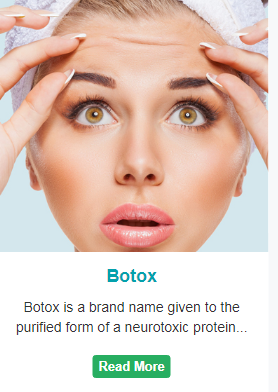 Botox
Botox is a brand name given to the
purified form of a neurotoxic protein...
Read More